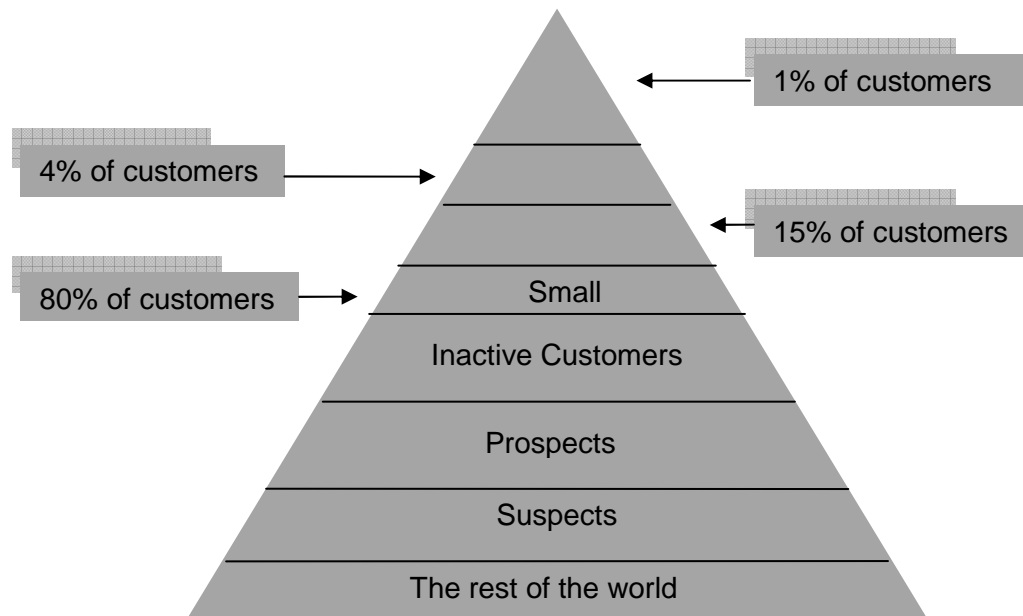 1% of customers
4% of customers
15% of customers
80% of customers
Small
Inactive Customers
Prospects
Suspects
The rest of the world